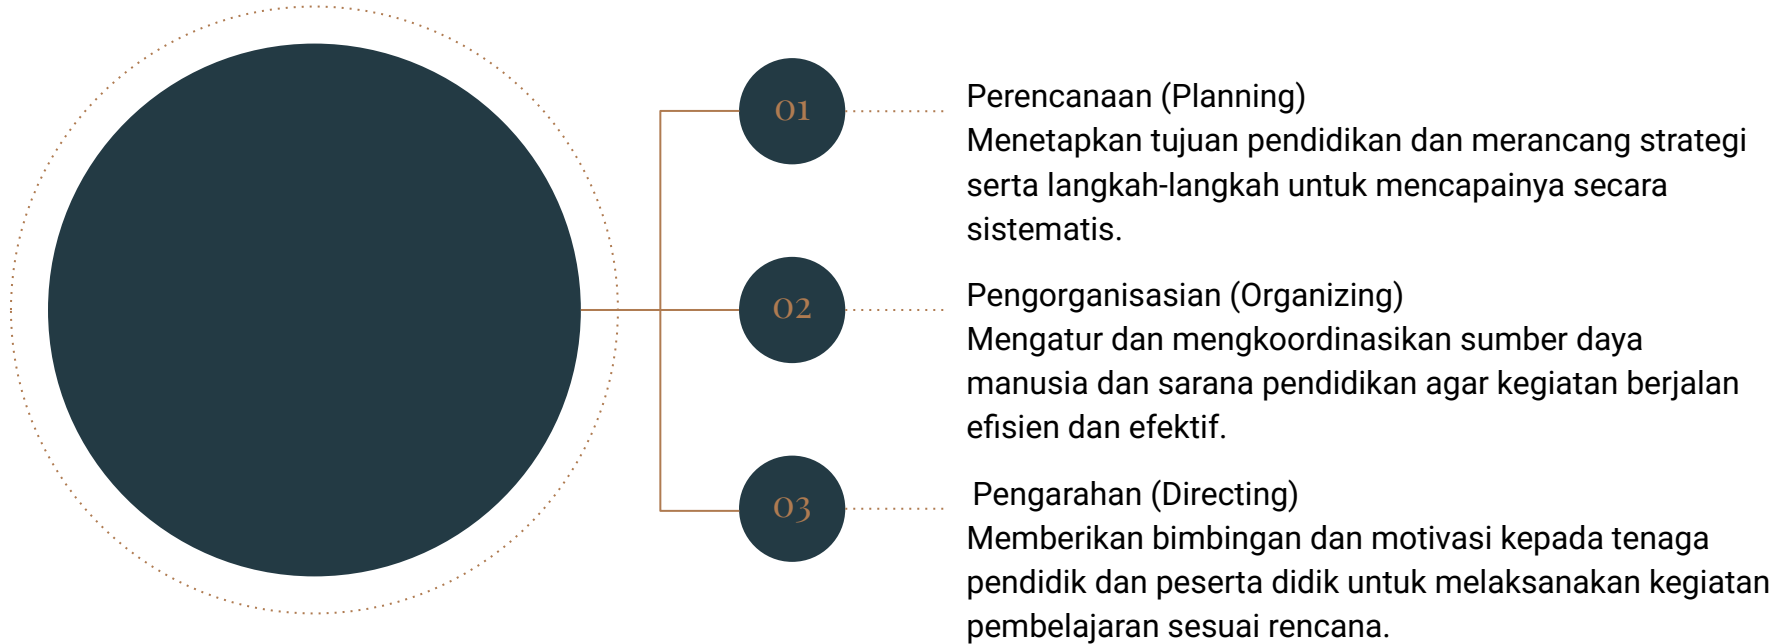 01
Perencanaan (Planning)
Menetapkan tujuan pendidikan dan merancang strategi
serta langkah-langkah untuk mencapainya secara
sistematis.
02
Pengorganisasian (Organizing)
Mengatur dan mengkoordinasikan sumber daya
manusia dan sarana pendidikan agar kegiatan berjalan
efisien dan efektif.
03
Pengarahan (Directing)
Memberikan bimbingan dan motivasi kepada tenaga
pendidik dan peserta didik untuk melaksanakan kegiatan
pembelajaran sesuai rencana.